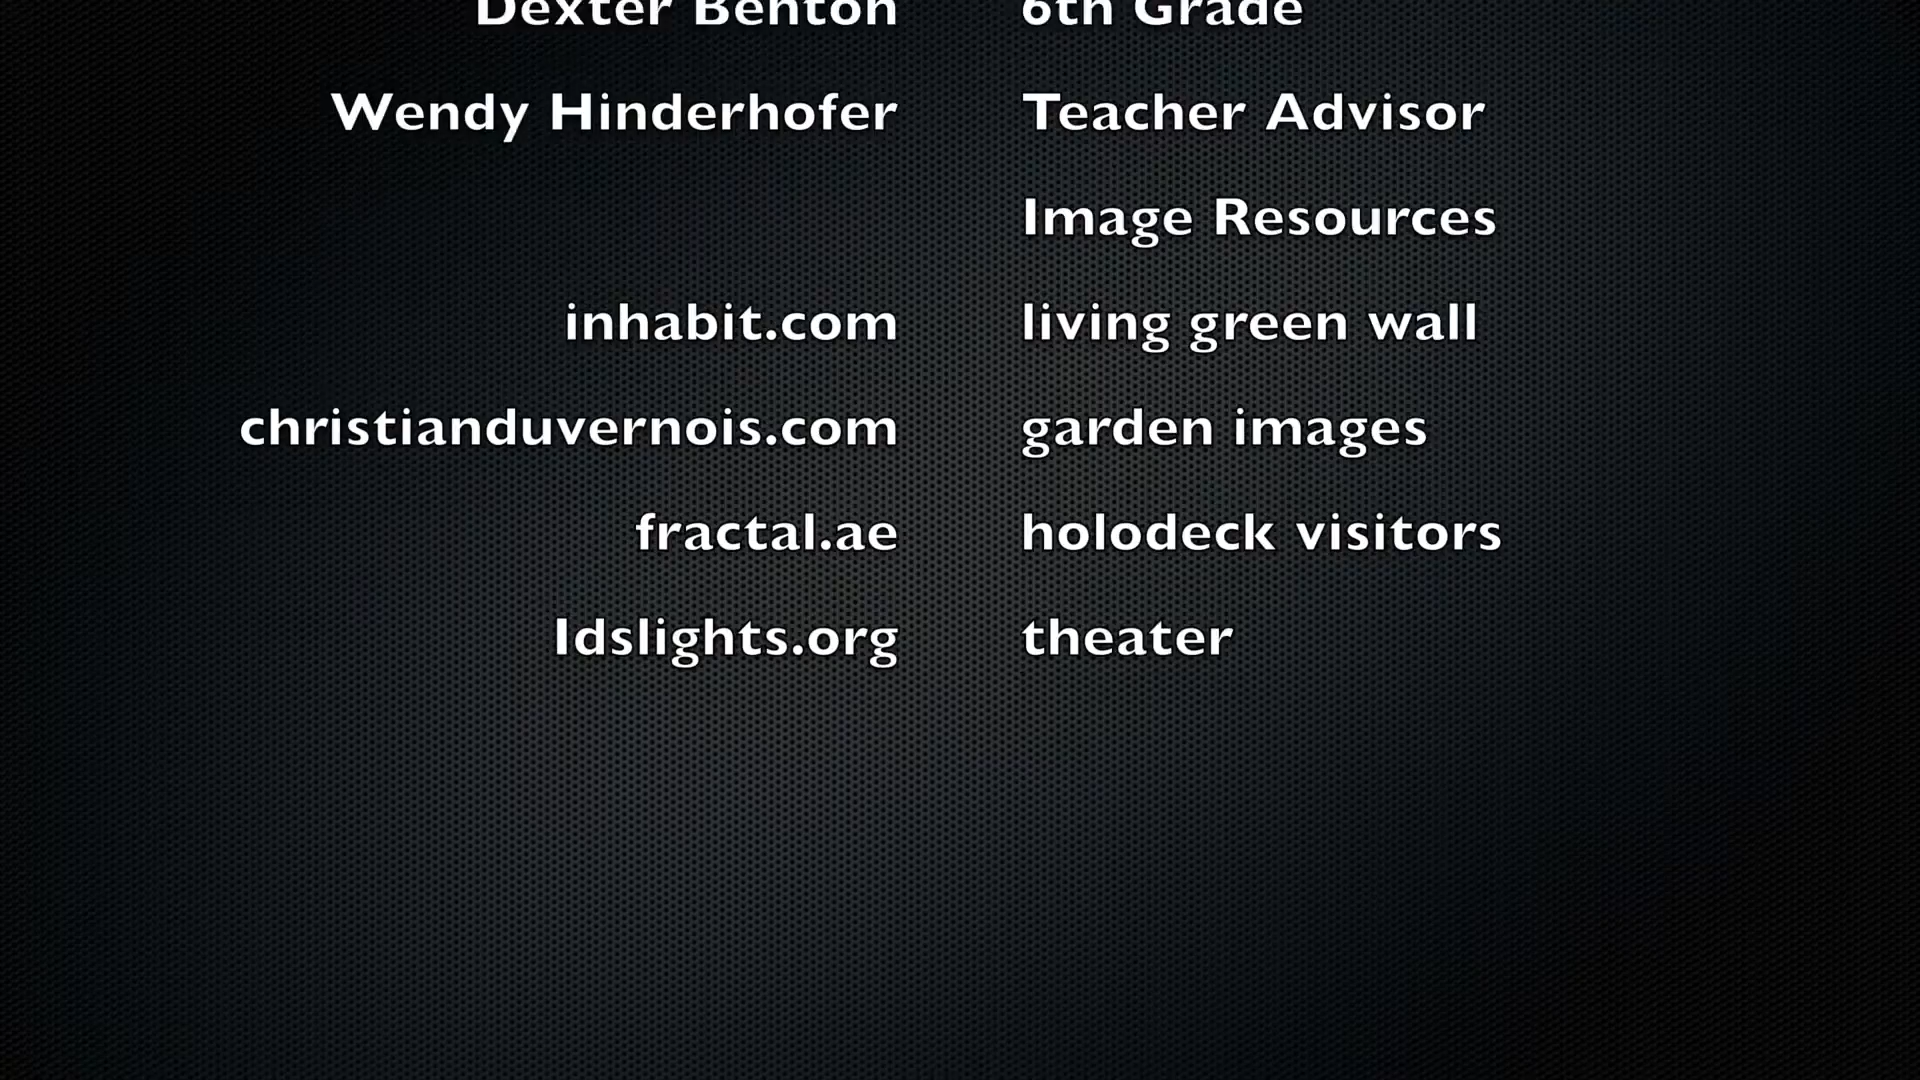 Dexter Benton 6th Grade
Wendy Hinderhofer Teacher Advisor
Image Resources
inhabit.com living green wall
christianduvernois.com garden images
fractal.ae holodeck visitors
ldslights.org theater